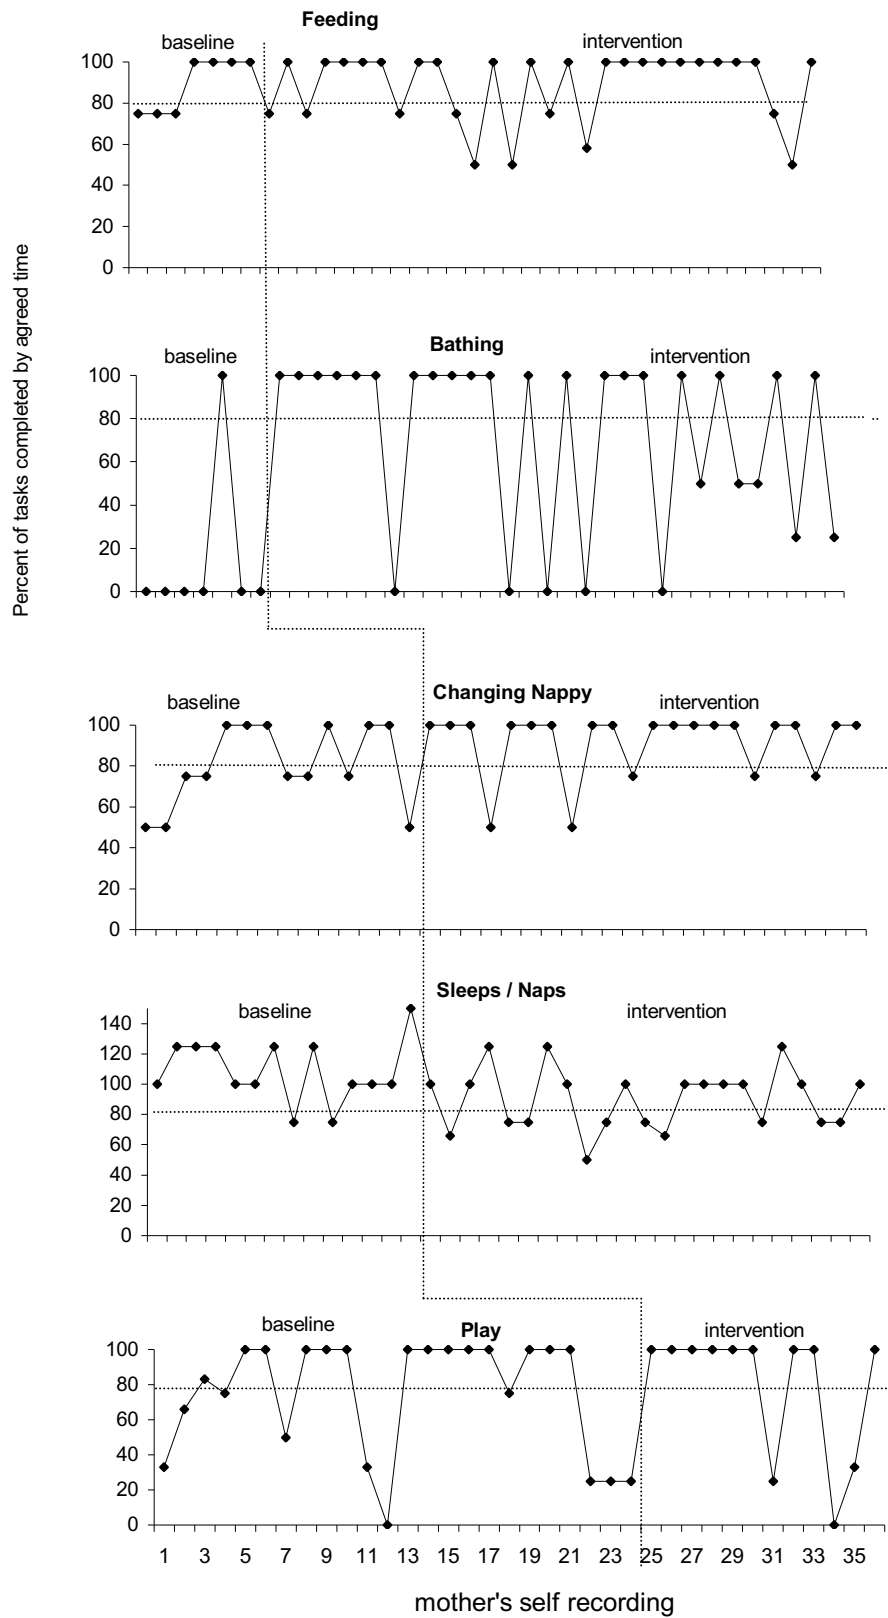 Feeding
baseline
intervention
100
80
60
40
20
0
Percent of tasks completed by agreed time
Bathing
baseline
intervention
100
80
60
40
20
0
Changing Nappy
baseline
intervention
100
80
60
40
20
0
Sleeps / Naps
baseline
intervention
140
120
100
80
60
40
20
0
baseline
Play
intervention
100
80
60
40
20
0
1 3 5 7 9 11 13 15 17 19 21 23 25 27 29 31 33 35
mother's self recording